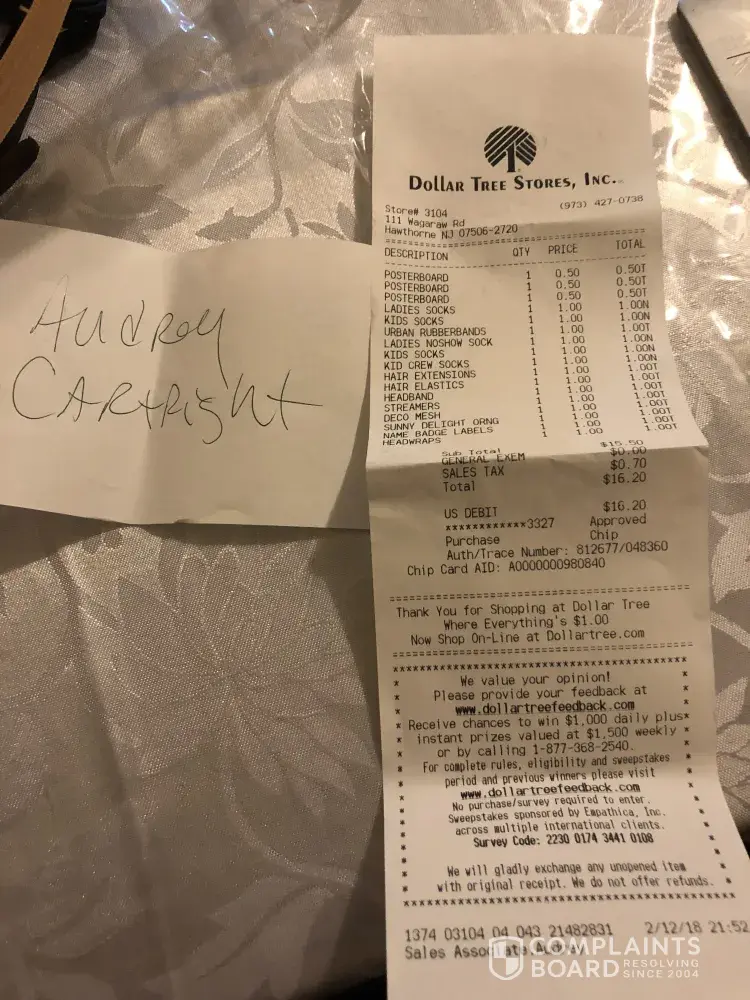 Audrey
CARtRight
DOLLAR TREE STORES, INC.
Store# 3104 (973) 427-0738
111 Wagaraw Rd
Hawthorne NJ 07506-2720
DESCRIPTION QTY PRICE TOTAL
POSTERBOARD 1 0.50 0.50T
POSTERBOARD 1 0.50 0.50T
POSTERBOARD 1 0.50 0.50T
LADIES SOCKS 1 1.00 1.00N
KIDS SOCKS 1 1.00 1.00N
URBAN RUBBERBANDS 1 1.00 1.00T
LADIES NOSHOW SOCK 1 1.00 1.00N
KIDS SOCKS 1 1.00 1.00N
KID CREW SOCKS 1 1.00 1.00N
HAIR EXTENSIONS 1 1.00 1.00T
HAIR ELASTICS 1 1.00 1.00T
HEADBAND 1 1.00 1.00T
STREAMERS 1 1.00 1.00T
DECO MESH 1 1.00 1.00T
SUNNY DELIGHT ORNG 1 1.00 1.00T
NAME BADGE LABELS 1 1.00 1.00T
HEADWRAPS 1 1.00 1.00T
Sub Total $15.50
GENERAL EXEM $0.00
SALES TAX $0.70
Total $16.20
US DEBIT $16.20
************3327 Approved
Purchase Chip
Auth/Trace Number: 812677/048360
Chip Card AID: A0000000980840
Thank You for Shopping at Dollar Tree
Where Everything's $1.00
Now Shop On-Line at Dollartree.com
We value your opinion!
Please provide your feedback at
www.dollartreefeedback.com
Receive chances to win $1,000 daily plus
instant prizes valued at $1,500 weekly
or by calling 1-877-368-2540.
For complete rules, eligibility and sweepstakes
period and previous winners please visit
www.dollartreefeedback.com
No purchase/survey required to enter.
Sweepstakes sponsored by Empathica, Inc.
across multiple international clients.
Survey Code: 2230 0174 3441 0108
We will gladly exchange any unopened item
with original receipt. We do not offer refunds.
1374 03104 04 043 21482831 2/12/18 21:52
Sales Associate Audrey
COMPLAINTS
BOARD RESOLVING
SINCE 2004